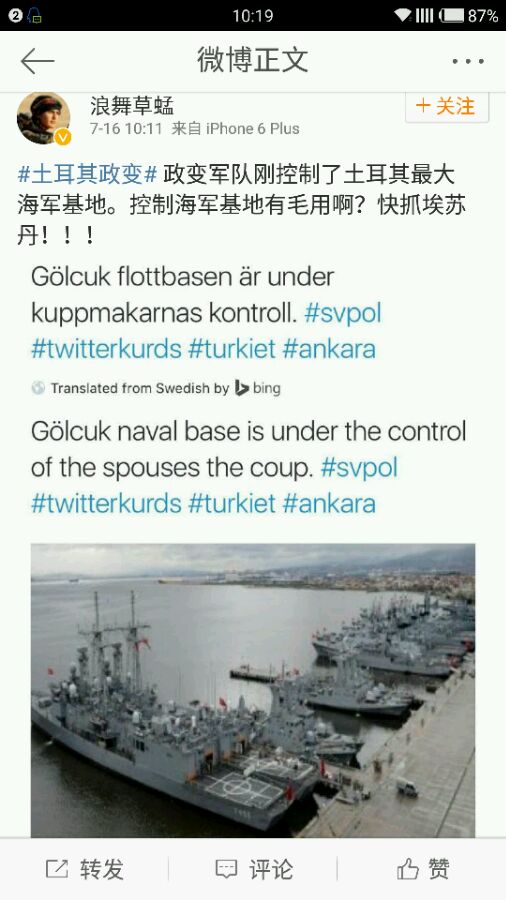 2
10:19
87%
微博正文
浪舞草蜢
+ 关注
7-16 10:11 来自 iPhone 6 Plus
#土耳其政变# 政变军队刚控制了土耳其最大
海军基地。控制海军基地有毛用啊？快抓埃苏
丹！！！
Gölcuk flottbasen är under
kuppmakarnas kontroll. #svpol
#twitterkurds #turkiet #ankara
Translated from Swedish by bing
Gölcuk naval base is under the control
of the spouses the coup. #svpol
#twitterkurds #turkiet #ankara
转发
评论
赞